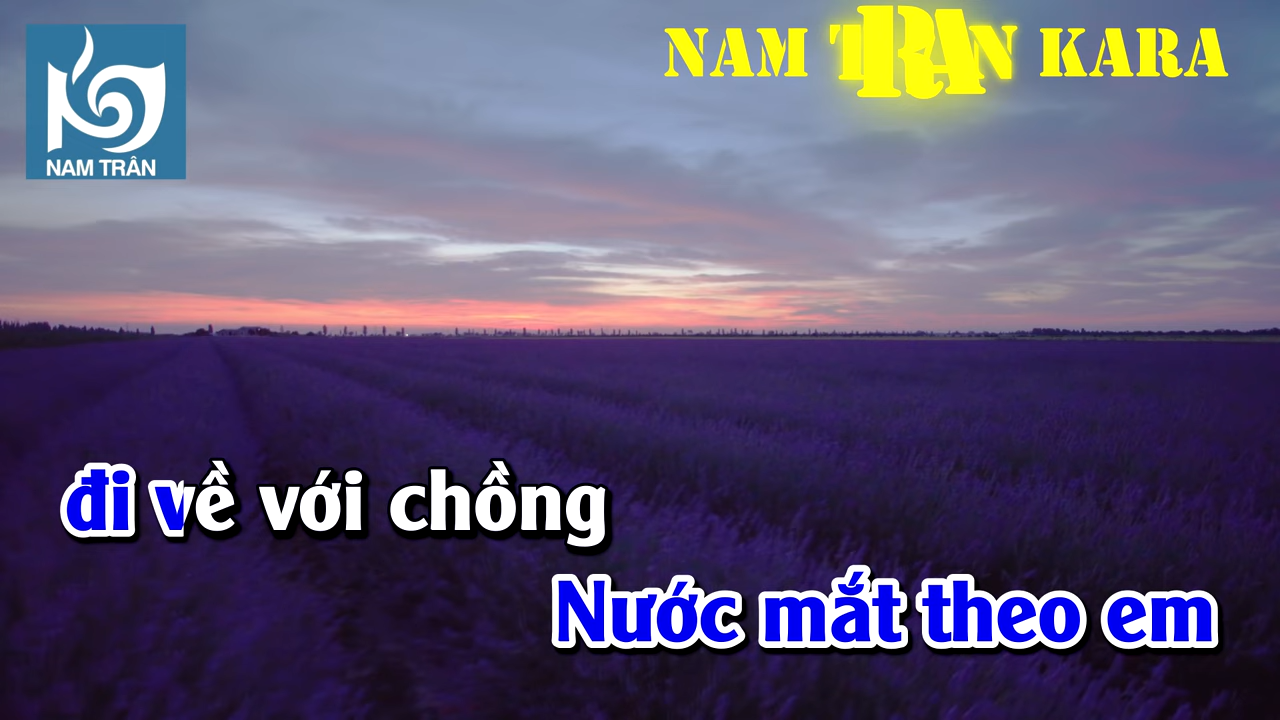 NAM TRAN KARA
NAM TRÂN
đi về với chồng
Nước mắt theo em